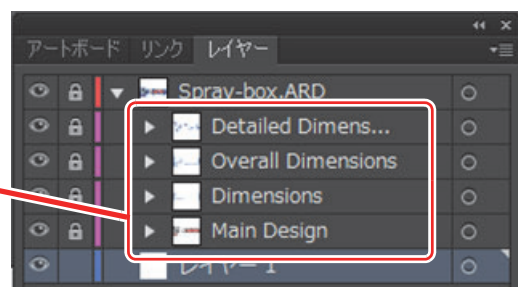 アートボード リンク レイヤー
Spray-box.ARD
Detailed Dimens...
Overall Dimensions
Dimensions
Main Design
レイヤー 1